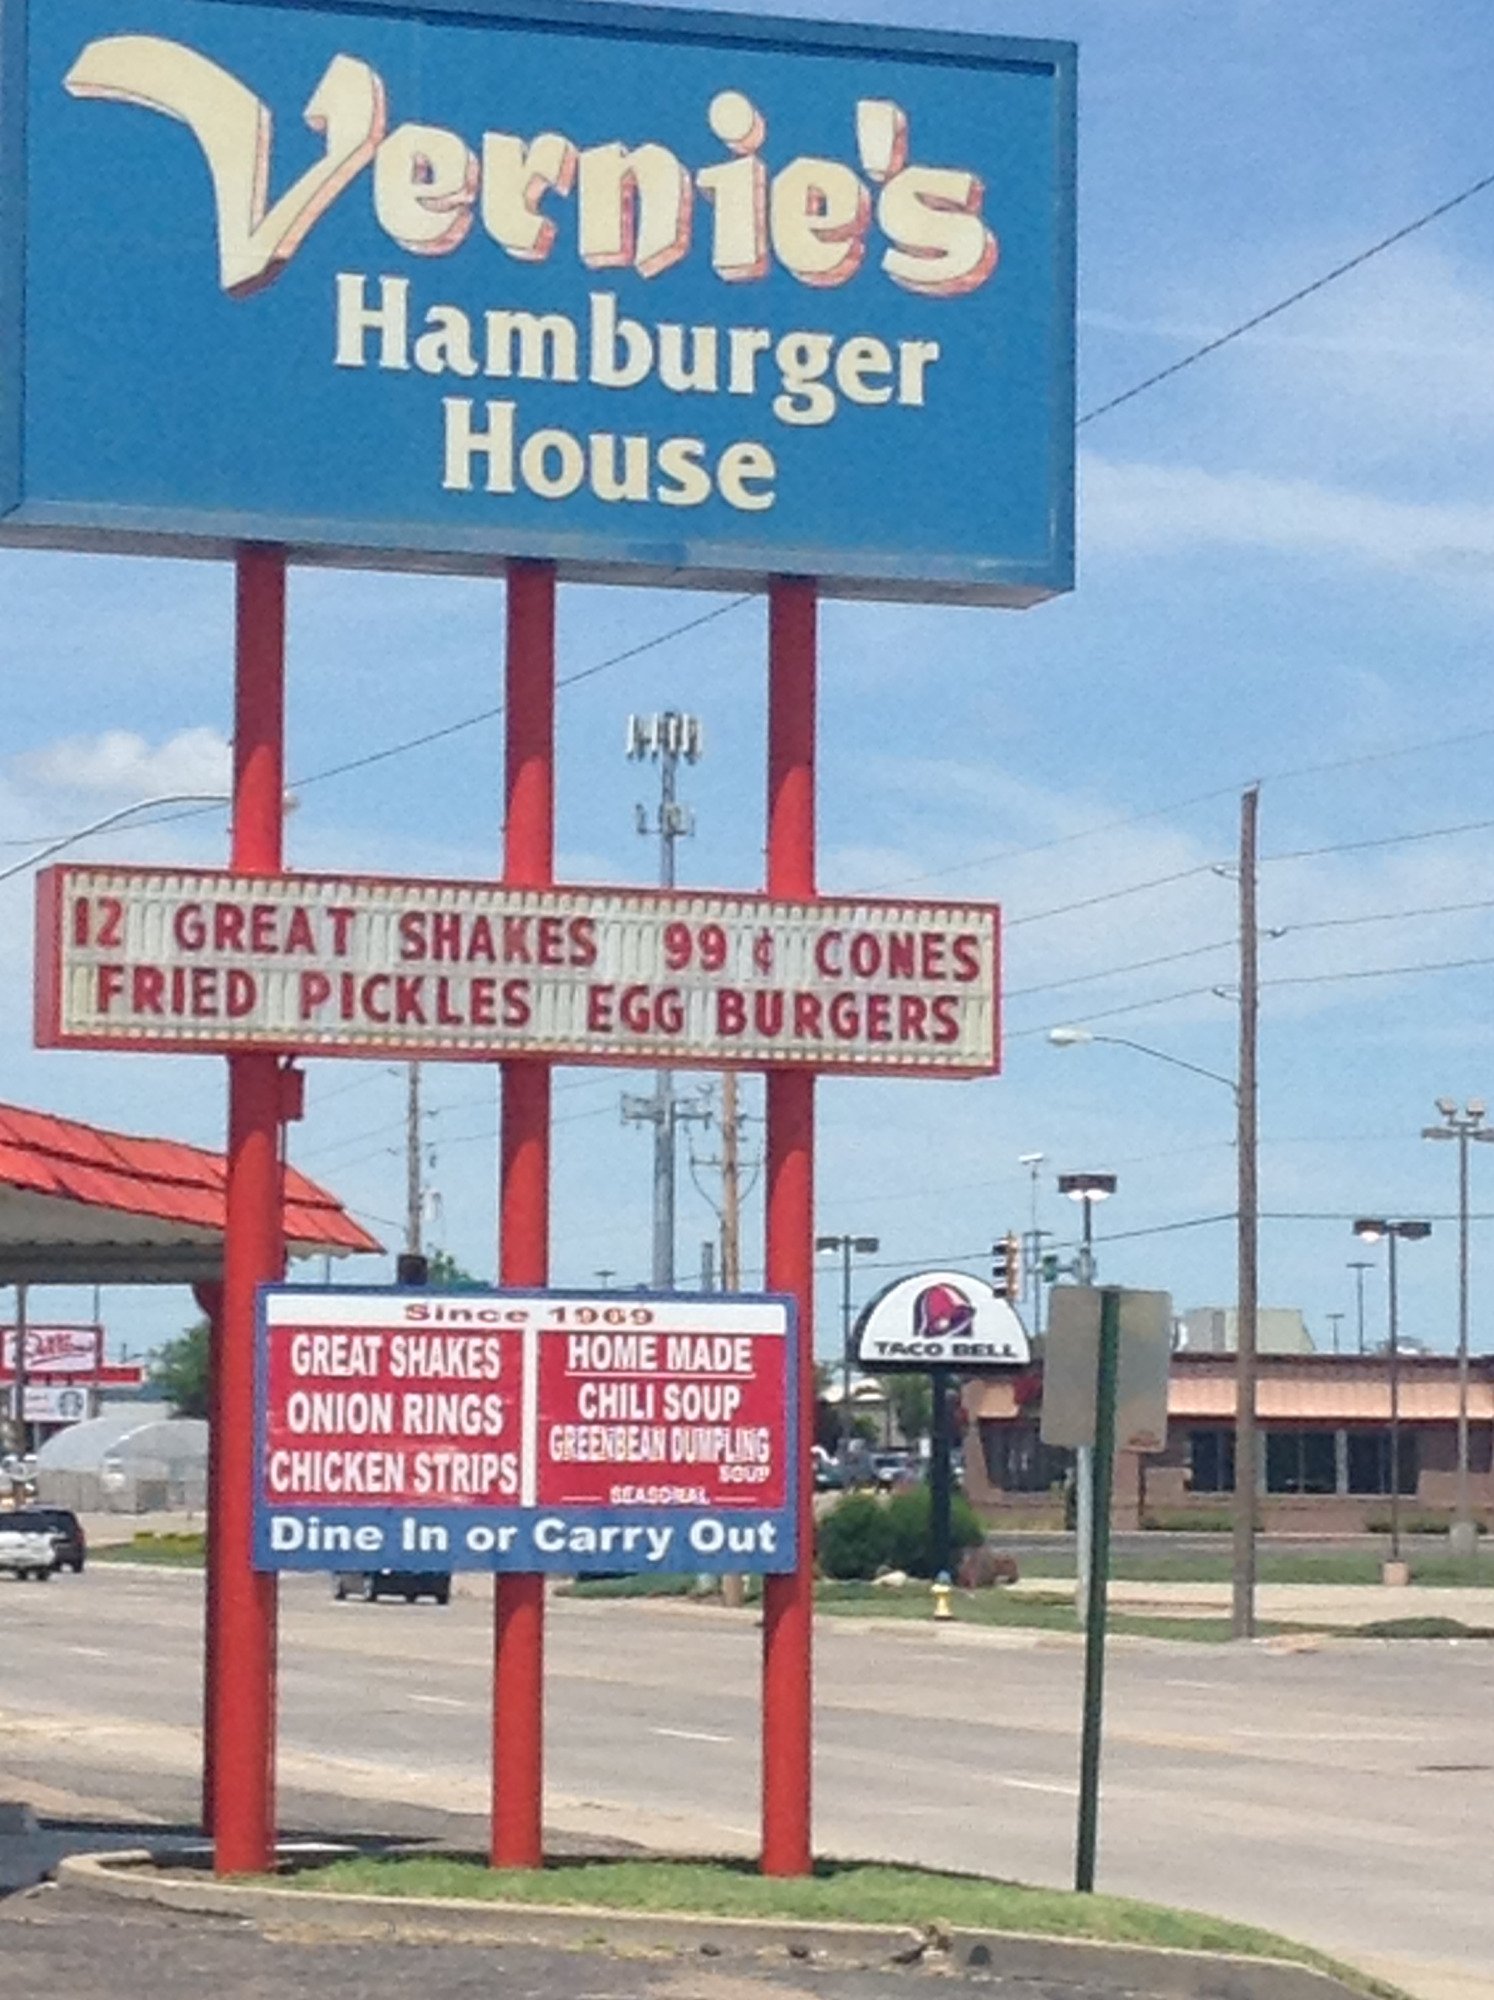 Vernie's
Hamburger
House
12 GREAT SHAKES 99¢ CONES
FRIED PICKLES EGG BURGERS
Since 1969
GREAT SHAKES
ONION RINGS
CHICKEN STRIPS
HOME MADE
CHILI SOUP
GREENBEAN DUMPLING
SOUP
SEASONAL
Dine In or Carry Out
TACO BELL